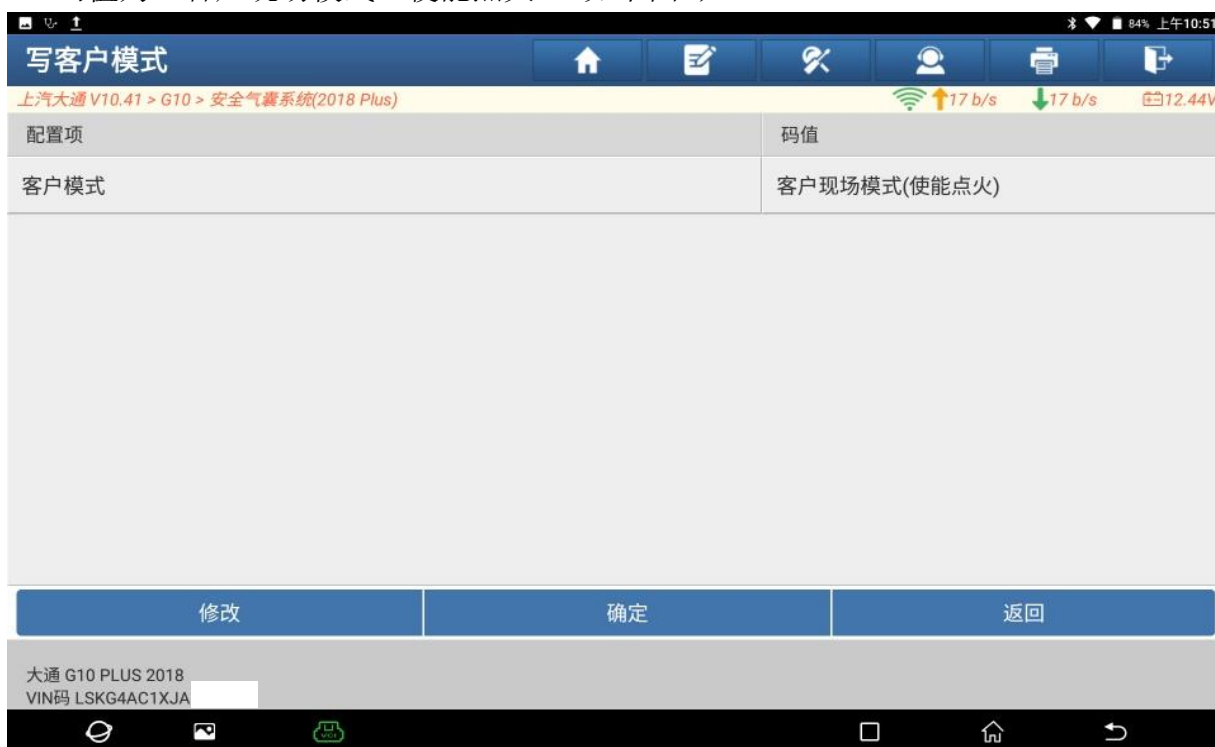 84% 上午10:51
写客户模式
上汽大通 V10.41 > G10 > 安全气囊系统(2018 Plus)
17 b/s
17 b/s
12.44V
配置项
码值
客户模式
客户现场模式(使能点火)
修改
确定
返回
大通 G10 PLUS 2018
VIN码 LSKG4AC1XJA
VCI